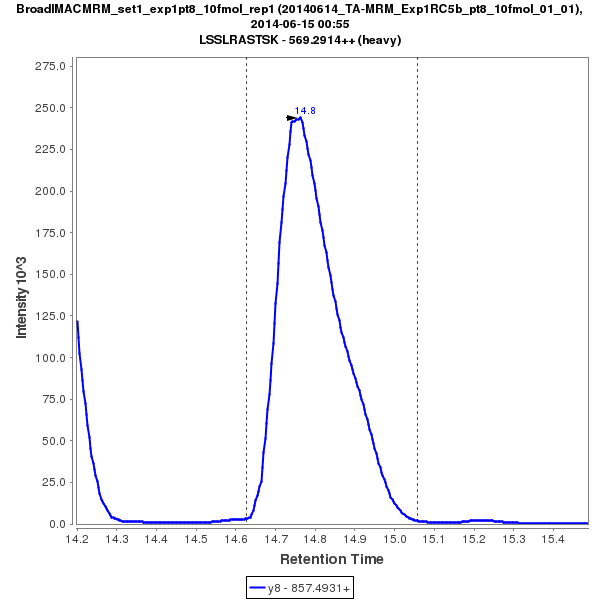 BroadIMACMRM_set1_exp1pt8_10fmol_rep1 (20140614_TA-MRM_Exp1RC5b_pt8_10fmol_01_01),
2014-06-15 00:55
LSSLRASTSK - 569.2914++ (heavy)
275.0
250.0
225.0
200.0
175.0
150.0
125.0
100.0
75.0
50.0
25.0
0.0
Intensity 10^3
14.8
14.2 14.3 14.4 14.5 14.6 14.7 14.8 14.9 15.0 15.1 15.2 15.3 15.4
Retention Time
y8 - 857.4931+